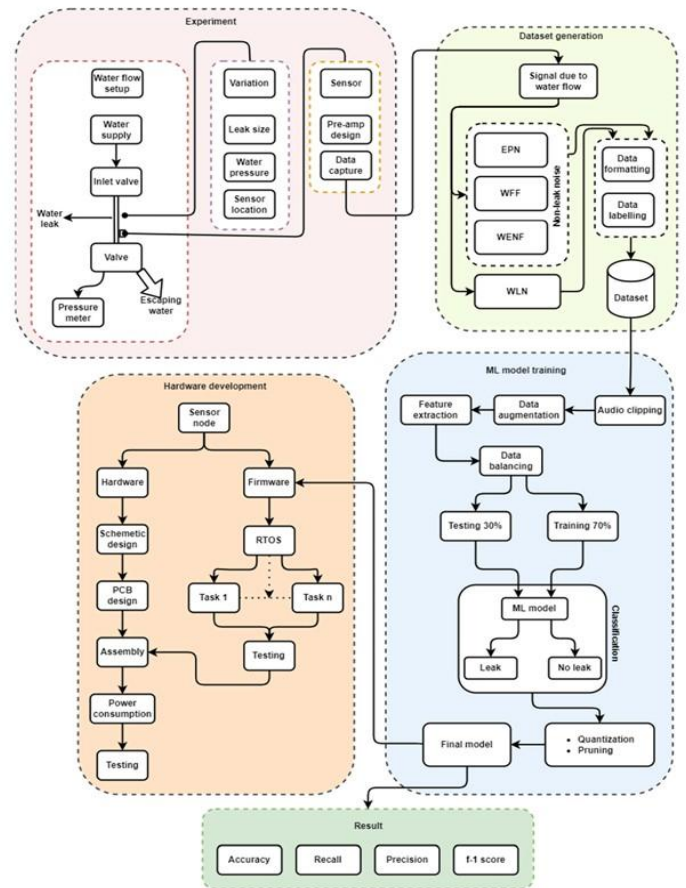 Experiment
Water flow
setup
Water
supply
Inlet valve
Water
leak
Valve
Pressure
meter
Escaping
water
Variation
Leak size
Water
pressure
Sensor
location
Sensor
Pre-amp
design
Data
capture
Dataset generation
Signal due to
water flow
EPN
WFF
WENF
Non-leak noise
WLN
Data
formatting
Data
labelling
Dataset
Hardware development
Sensor
node
Hardware
Schemetic
design
PCB
design
Assembly
Power
consumption
Testing
Firmware
RTOS
Task 1
Task n
Testing
ML model training
Feature
extraction
Data
augmentation
Audio clipping
Data
balancing
Testing 30%
Training 70%
ML model
Leak
No leak
Classification
Final model
• Quantization
• Pruning
Result
Accuracy
Recall
Precision
f-1 score